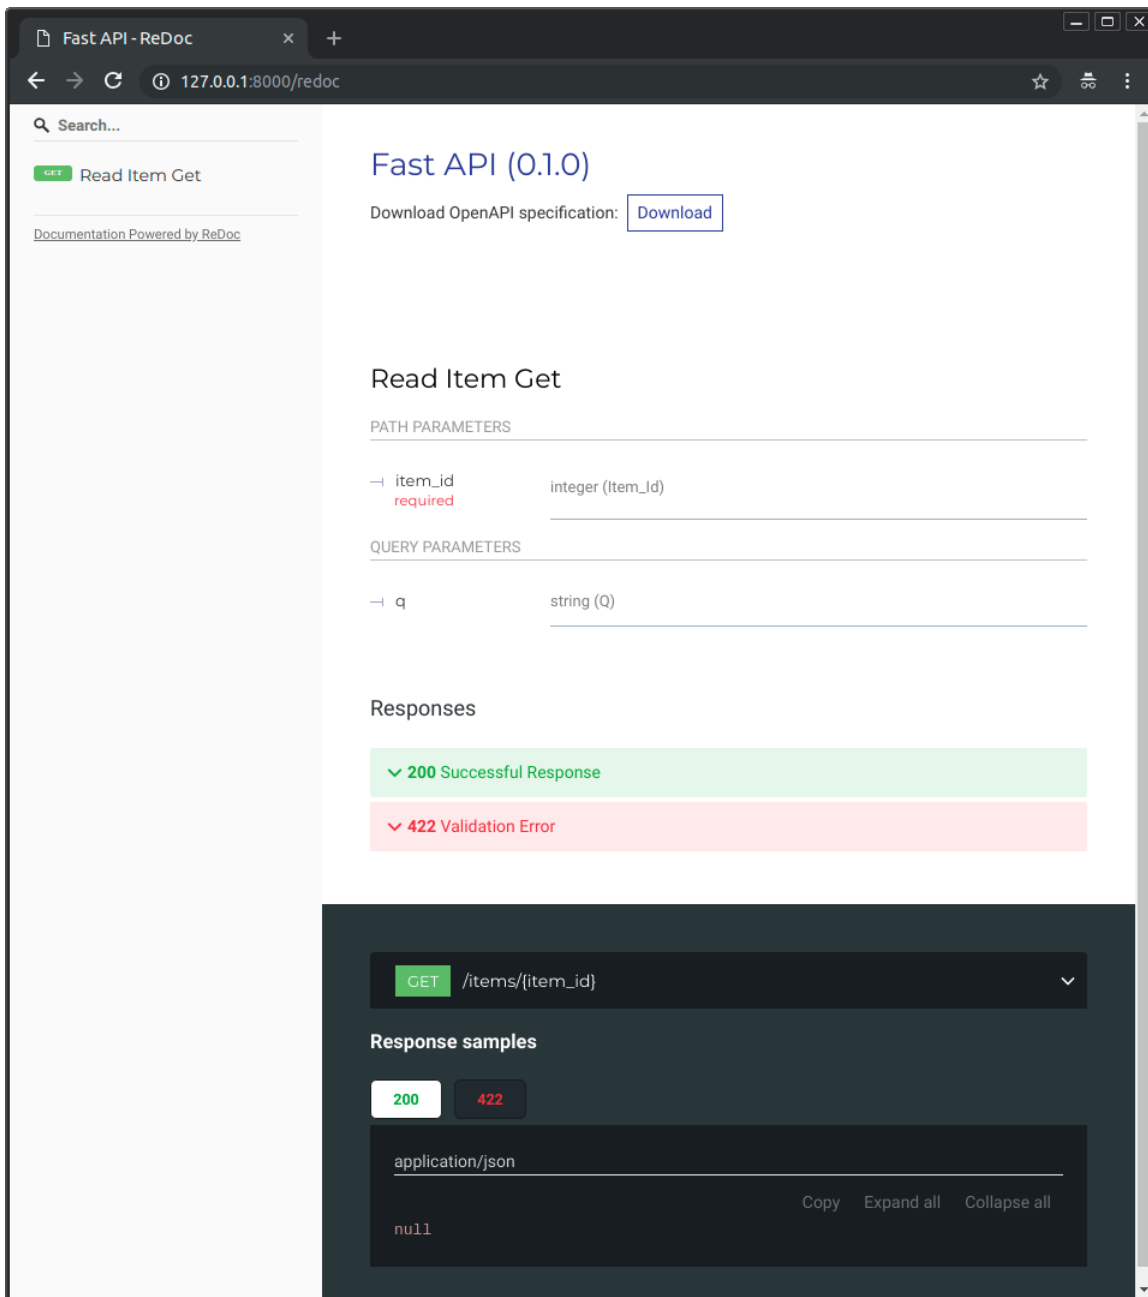 Fast API - ReDoc
127.0.0.1:8000/redoc
Search...
GET Read Item Get
Documentation Powered by ReDoc
Fast API (0.1.0)
Download OpenAPI specification: Download
Read Item Get
PATH PARAMETERS
item_id integer (Item_Id)
required
QUERY PARAMETERS
q string (Q)
Responses
200 Successful Response
422 Validation Error
GET /items/{item_id}
Response samples
200 422
application/json
Copy Expand all Collapse all
null